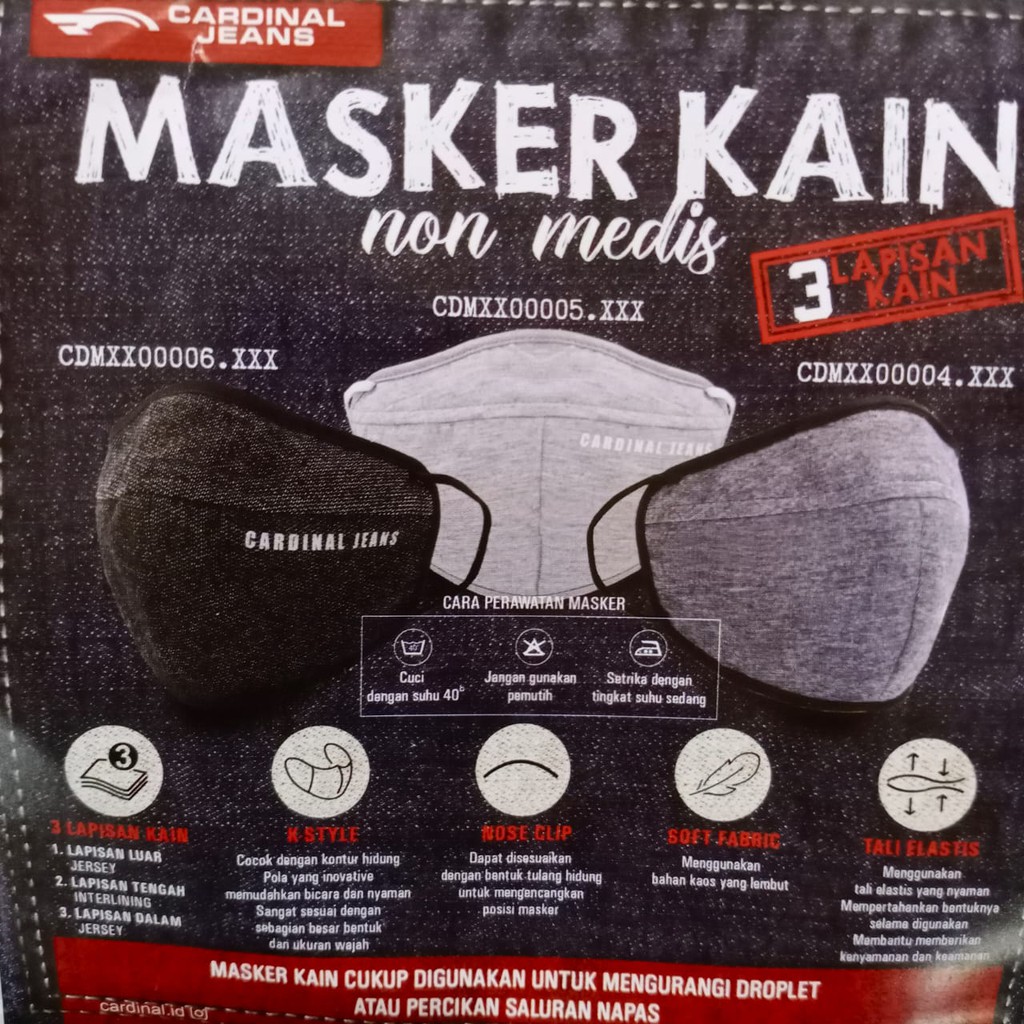 CARDINAL
JEANS
MASKER KAIN
non medis
3 LAPISAN
KAIN
CDMXX00005.XXX
CDMXX00006.XXX
CDMXX00004.XXX
CARDINAL JEANS
CARDINAL JEANS
CARA PERAWATAN MASKER
Cuci
dengan suhu 40°
Jangan gunakan
pemutih
Setrika dengan
tingkat suhu sedang
3
3 LAPISAN KAIN
1. LAPISAN LUAR
JERSEY
2. LAPISAN TENGAH
INTERLINING
3. LAPISAN DALAM
JERSEY
K-STYLE
Cocok dengan kontur hidung
Pola yang inovative
memudahkan bicara dan nyaman
Sangat sesuai dengan
sebagian besar bentuk
dan ukuran wajah
NOSE CLIP
Dapat disesuaikan
dengan bentuk tulang hidung
untuk mengencangkan
posisi masker
SOFT FABRIC
Menggunakan
bahan kaos yang lembut
TALI ELASTIS
Menggunakan
tali elastis yang nyaman
Mempertahankan bentuknya
selama digunakan
Membantu memberikan
kenyamanan dan keamanan
MASKER KAIN CUKUP DIGUNAKAN UNTUK MENGURANGI DROPLET
ATAU PERCIKAN SALURAN NAPAS
cardinal.id